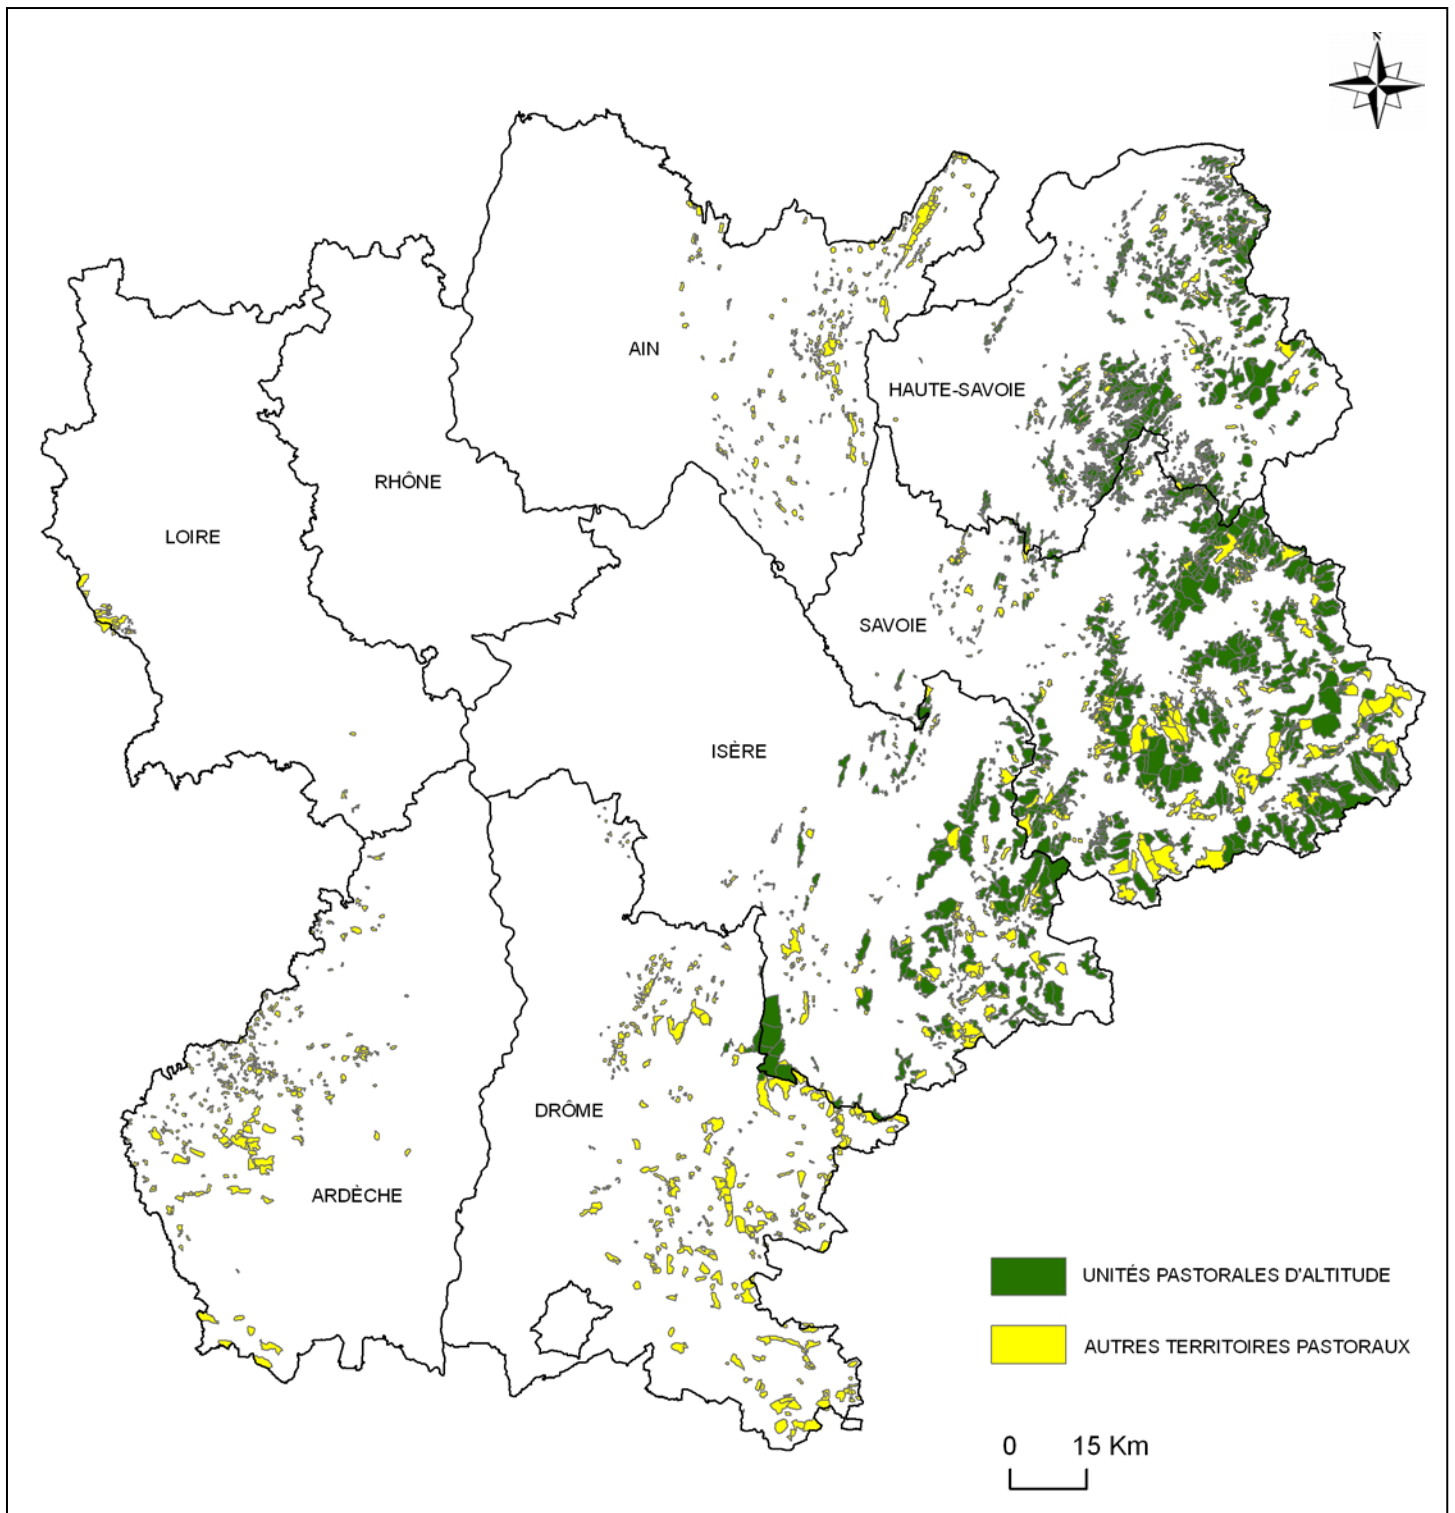 N
AIN
HAUTE-SAVOIE
RHÔNE
LOIRE
SAVOIE
ISÈRE
DRÔME
ARDÈCHE
UNITÉS PASTORALES D'ALTITUDE
AUTRES TERRITOIRES PASTORAUX
0 15 Km